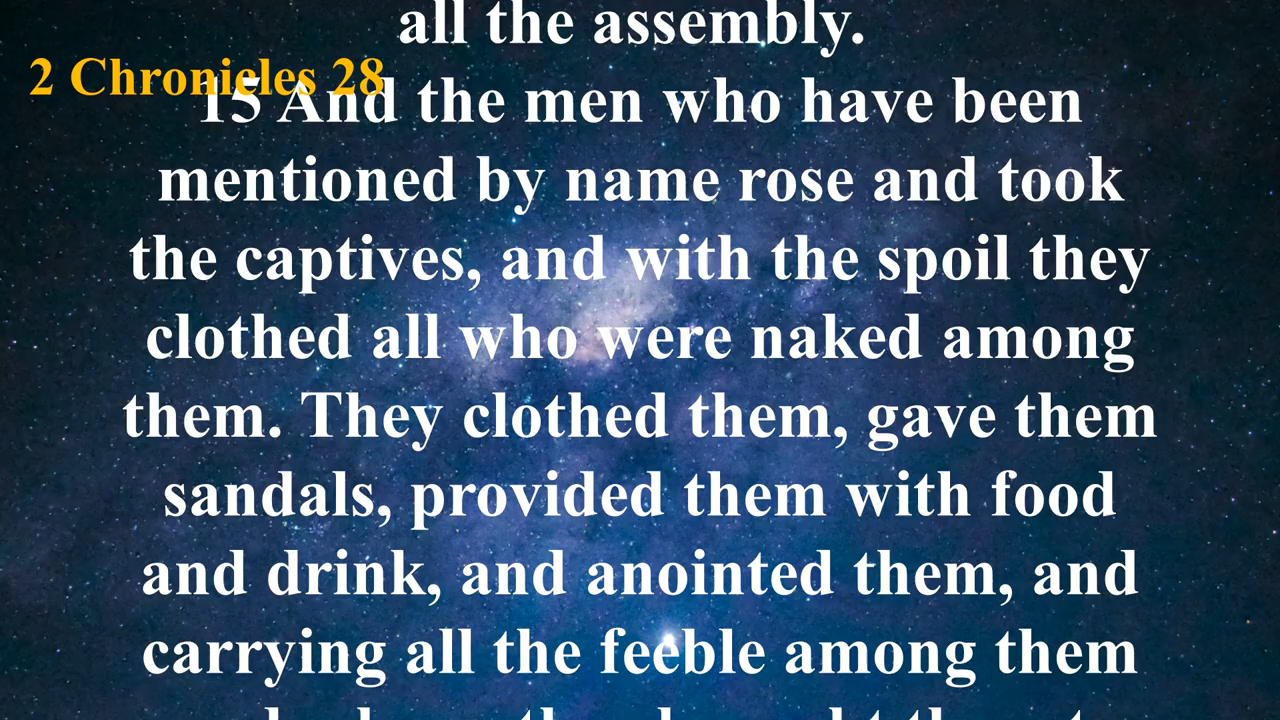 all the assembly.
2 Chronicles 28
15 And the men who have been
mentioned by name rose and took
the captives, and with the spoil they
clothed all who were naked among
them. They clothed them, gave them
sandals, provided them with food
and drink, and anointed them, and
carrying all the feeble among them